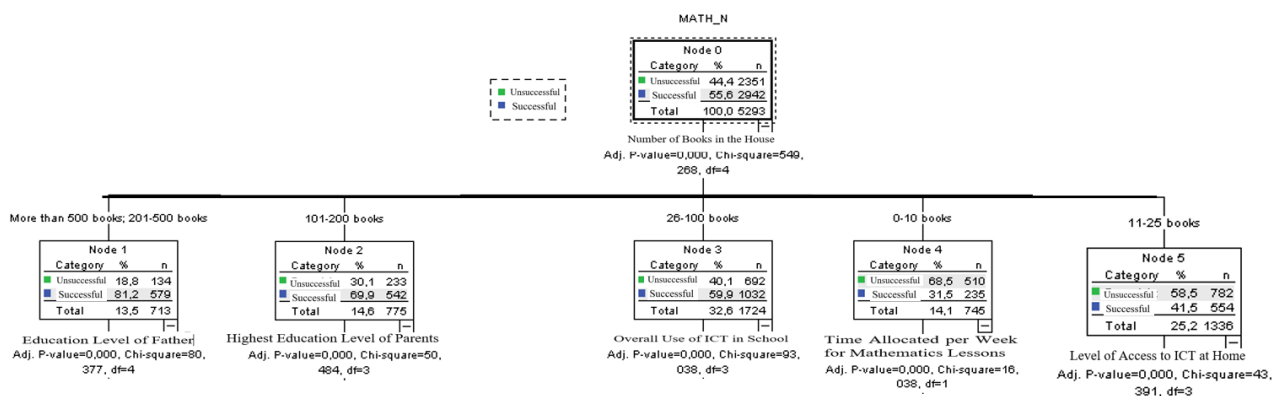 MATH_N
Node 0
Category % n
Unsuccessful 44,4 2351
Successful 55,6 2942
Total 100,0 5293
Unsuccessful
Successful
Number of Books in the House
Adj. P-value=0,000, Chi-square=549,
268, df=4
More than 500 books; 201-500 books
101-200 books
26-100 books
0-10 books
11-25 books
Node 1
Category % n
Unsuccessful 18,8 134
Successful 81,2 579
Total 13,5 713
Education Level of Father
Adj. P-value=0,000, Chi-square=80,
377, df=4
Node 2
Category % n
Unsuccessful 30,1 233
Successful 69,9 542
Total 14,6 775
Highest Education Level of Parents
Adj. P-value=0,000, Chi-square=50,
484, df=3
Node 3
Category % n
Unsuccessful 40,1 692
Successful 59,9 1032
Total 32,6 1724
Overall Use of ICT in School
Adj. P-value=0,000, Chi-square=93,
038, df=3
Node 4
Category % n
Unsuccessful 68,5 510
Successful 31,5 235
Total 14,1 745
Time Allocated per Week
for Mathematics Lessons
Adj. P-value=0,000, Chi-square=16,
038, df=1
Node 5
Category % n
Unsuccessful 58,5 782
Successful 41,5 554
Total 25,2 1336
Level of Access to ICT at Home
Adj. P-value=0,000, Chi-square=43,
391, df=3